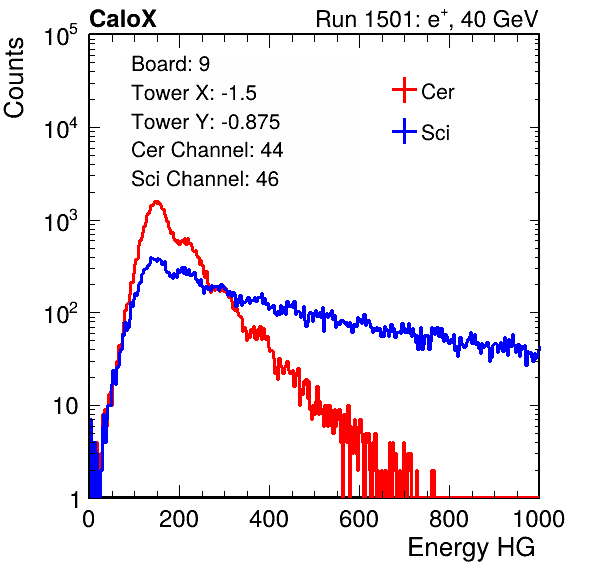 CaloX Run 1501: e⁺, 40 GeV
Counts
10⁵
10⁴
10³
10²
10
1
Board: 9
Tower X: -1.5
Tower Y: -0.875
Cer Channel: 44
Sci Channel: 46
Cer
Sci
0 200 400 600 800 1000
Energy HG